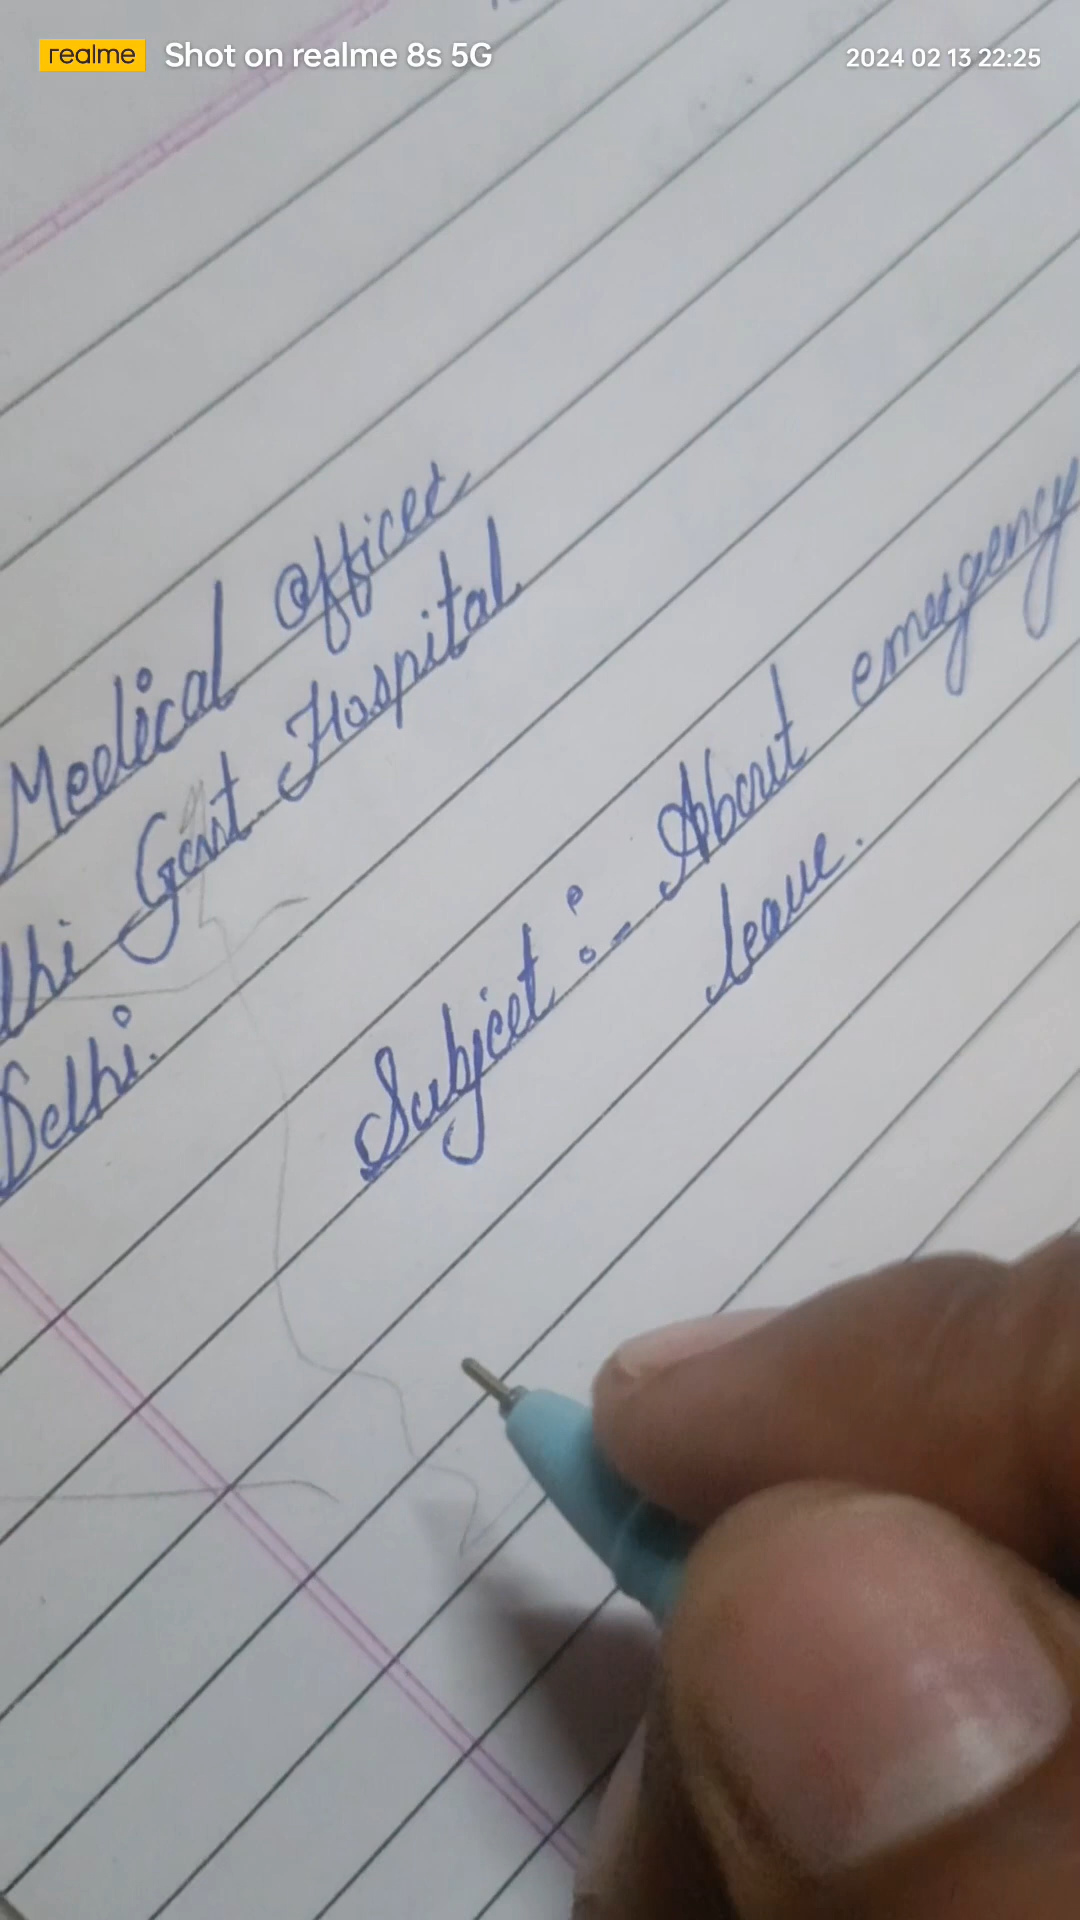 realme Shot on realme 8s 5G
2024 02 13 22:25
Medical Officer
lhi Govt. Hospital
Delhi.
Subject :- About emergency
leave.